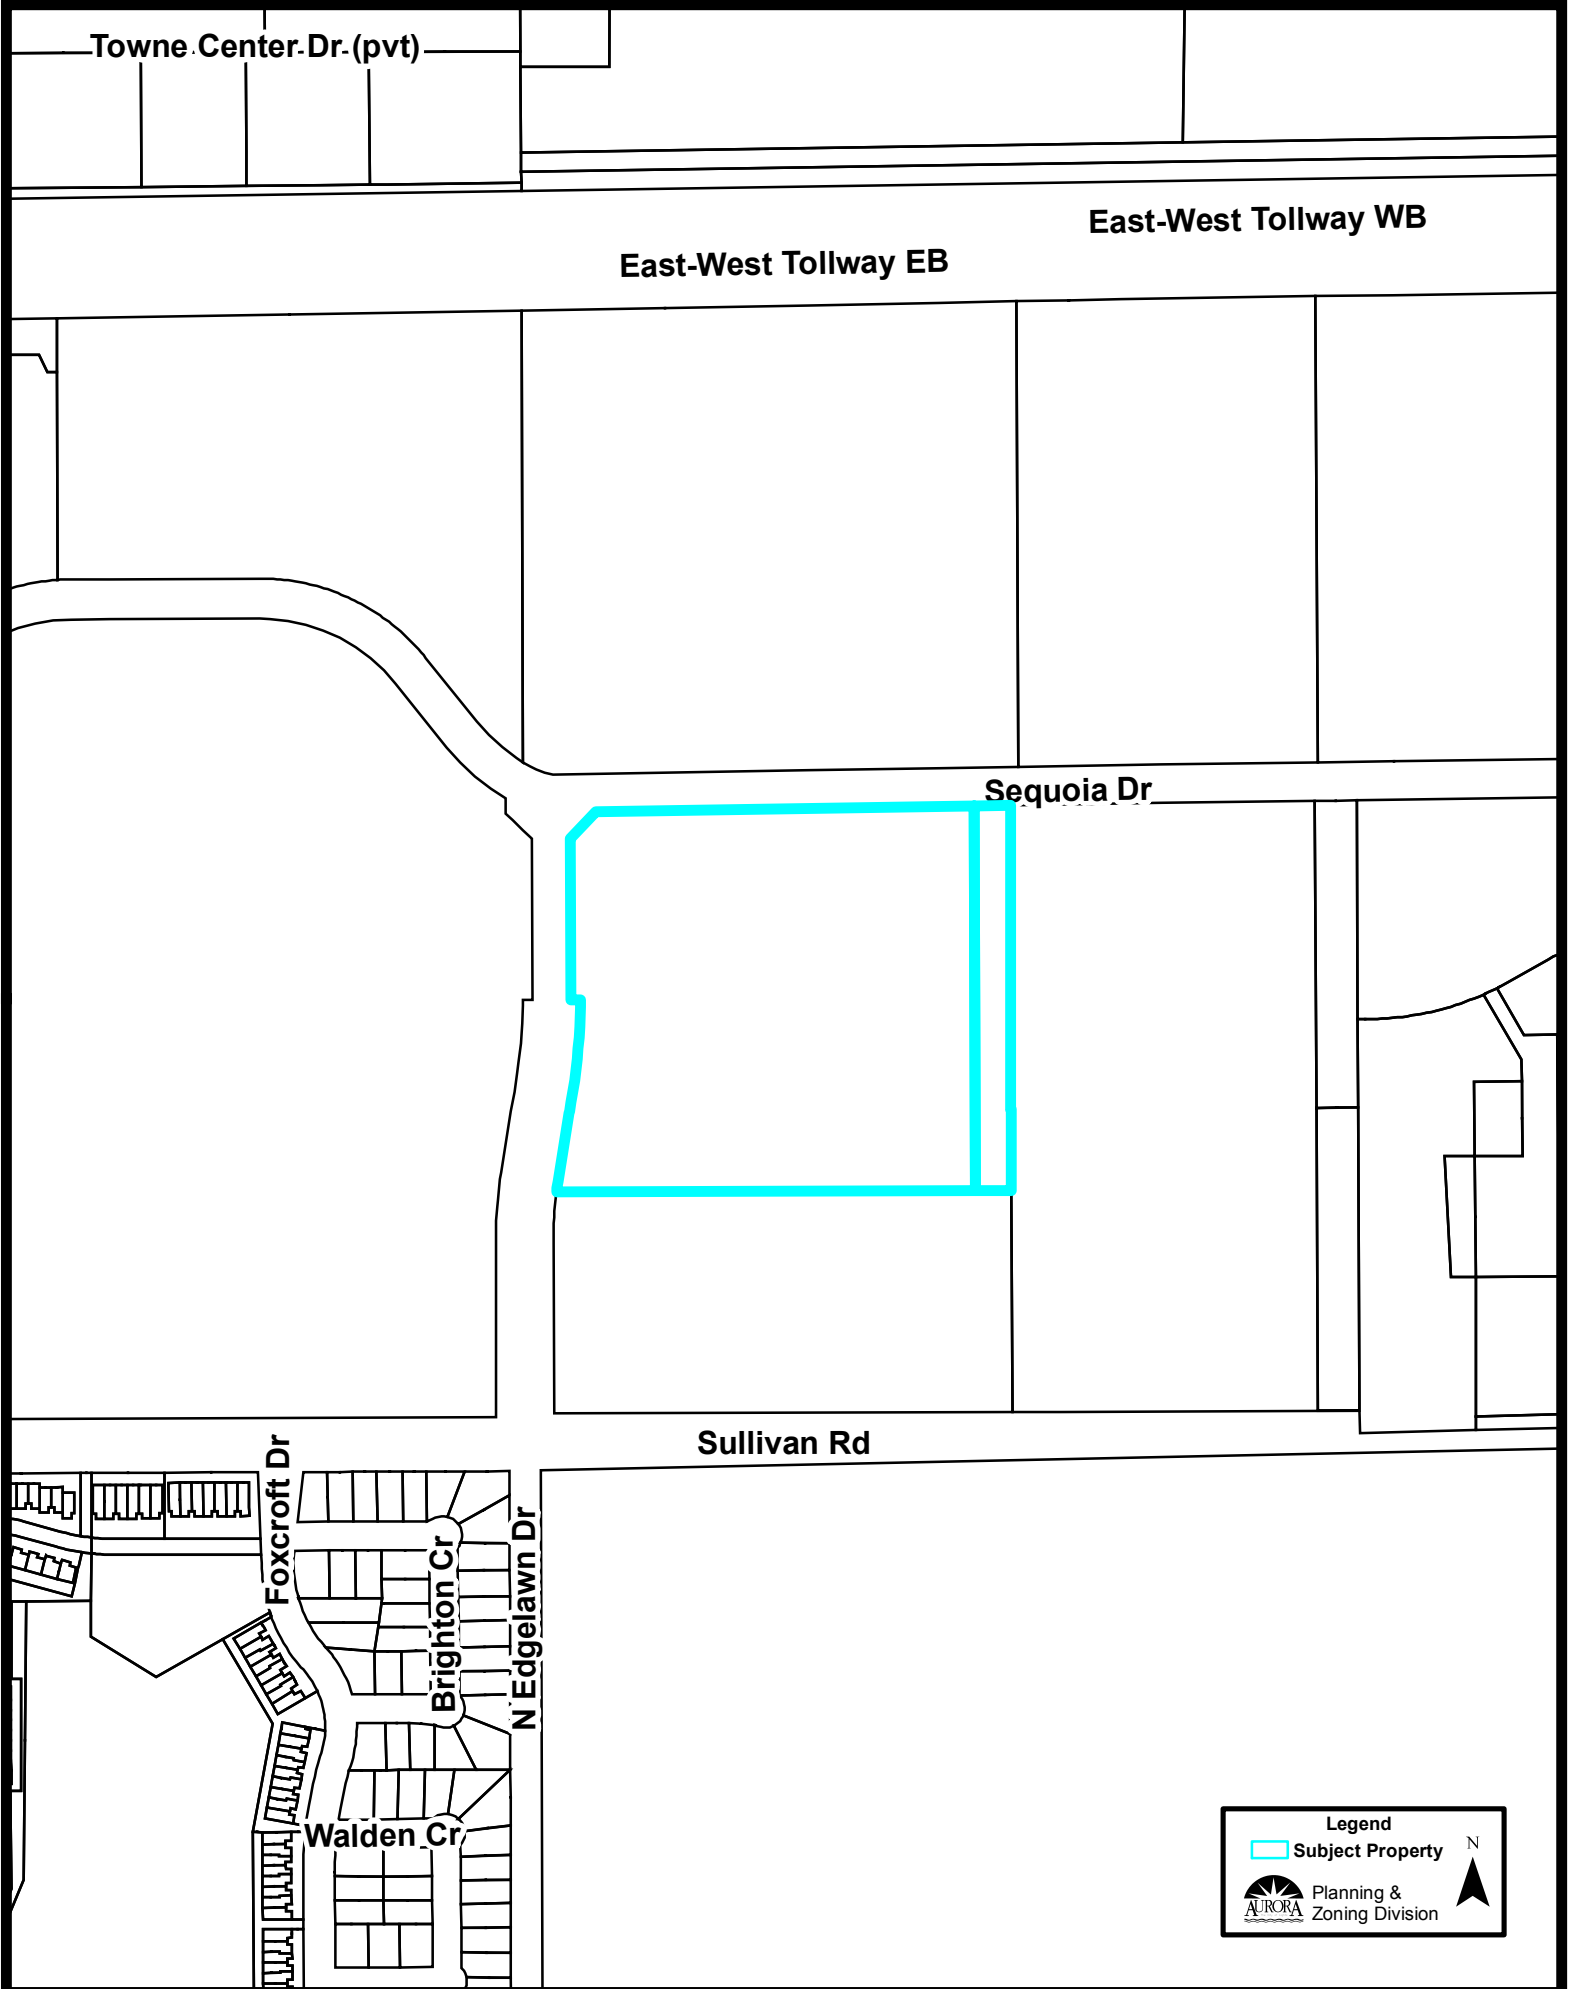 Towne Center Dr (pvt)
East-West Tollway WB
East-West Tollway EB
Sequoia Dr
Sullivan Rd
Foxcroft Dr
Brighton Cr
N Edgelawn Dr
Walden Cr
Legend
Subject Property
N
AURORA
Planning &
Zoning Division